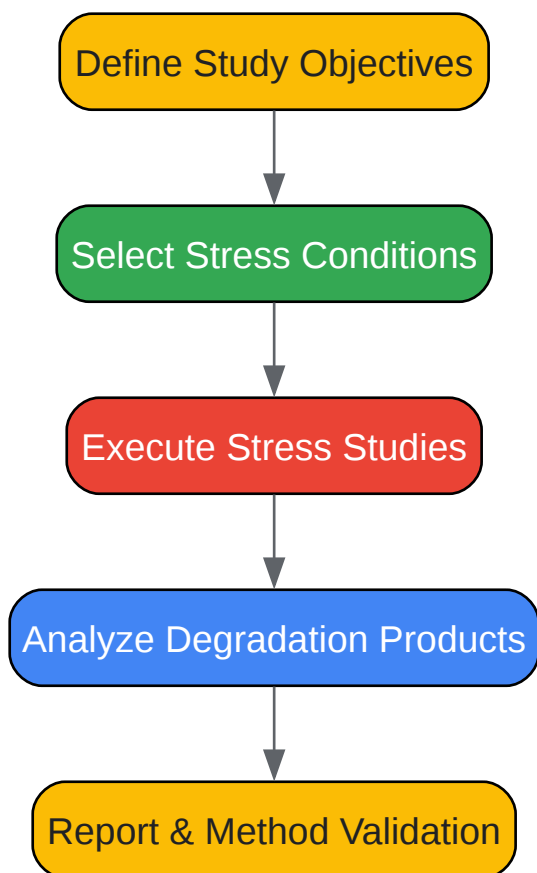 Define Study Objectives
Select Stress Conditions
Execute Stress Studies
Analyze Degradation Products
Report & Method Validation